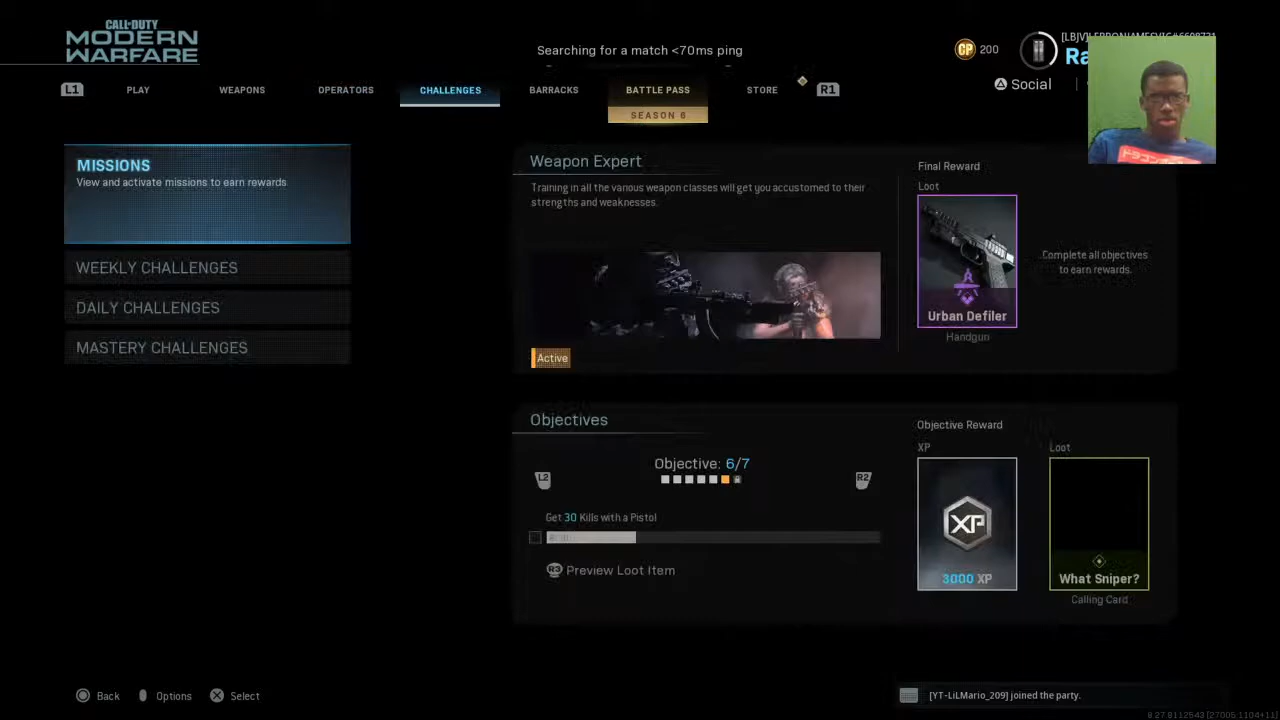 CALL OF DUTY
MODERN
WARFARE
Searching for a match <70ms ping
CP 200
Social
L1 PLAY WEAPONS OPERATORS CHALLENGES BARRACKS BATTLE PASS STORE R1
SEASON 6
MISSIONS
View and activate missions to earn rewards.
WEEKLY CHALLENGES
DAILY CHALLENGES
MASTERY CHALLENGES
Weapon Expert
Training in all the various weapon classes will get you accustomed to their
strengths and weaknesses.
Active
Final Reward
Loot
Urban Defiler
Handgun
Complete all objectives
to earn rewards.
Objectives
Objective: 6/7
L2
R2
Get 30 Kills with a Pistol
R3 Preview Loot Item
Objective Reward
XP
XP
3000 XP
Loot
What Sniper?
Calling Card
Back Options Select
[YT-LiLMario_209] joined the party.